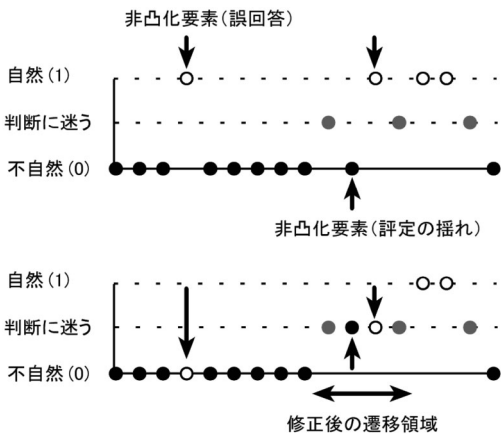 非凸化要素(誤回答)
自然(1)
判断に迷う
不自然(0)
非凸化要素(評定の揺れ)
自然(1)
判断に迷う
不自然(0)
修正後の遷移領域